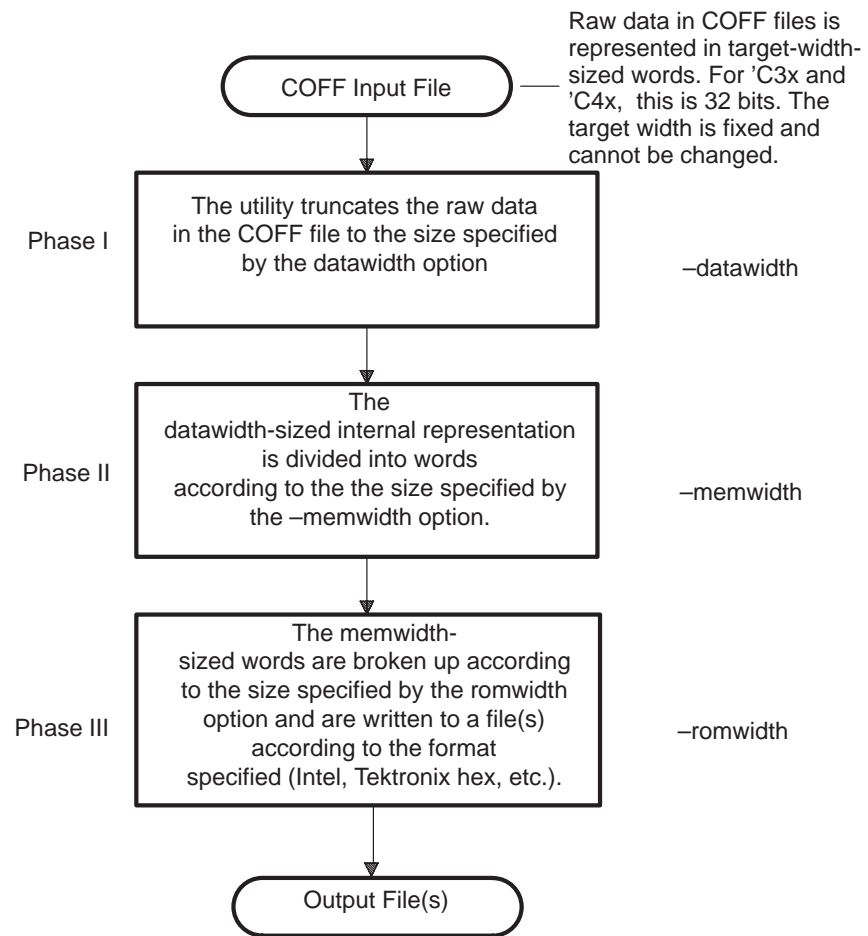 Raw data in COFF files is
represented in target-width-
sized words. For ’C3x and
’C4x, this is 32 bits. The
target width is fixed and
cannot be changed.
COFF Input File
Phase I
The utility truncates the raw data
in the COFF file to the size specified
by the datawidth option
–datawidth
Phase II
The
datawidth-sized internal representation
is divided into words
according to the the size specified by
the –memwidth option.
–memwidth
Phase III
The memwidth-
sized words are broken up according
to the size specified by the romwidth
option and are written to a file(s)
according to the format
specified (Intel, Tektronix hex, etc.).
–romwidth
Output File(s)